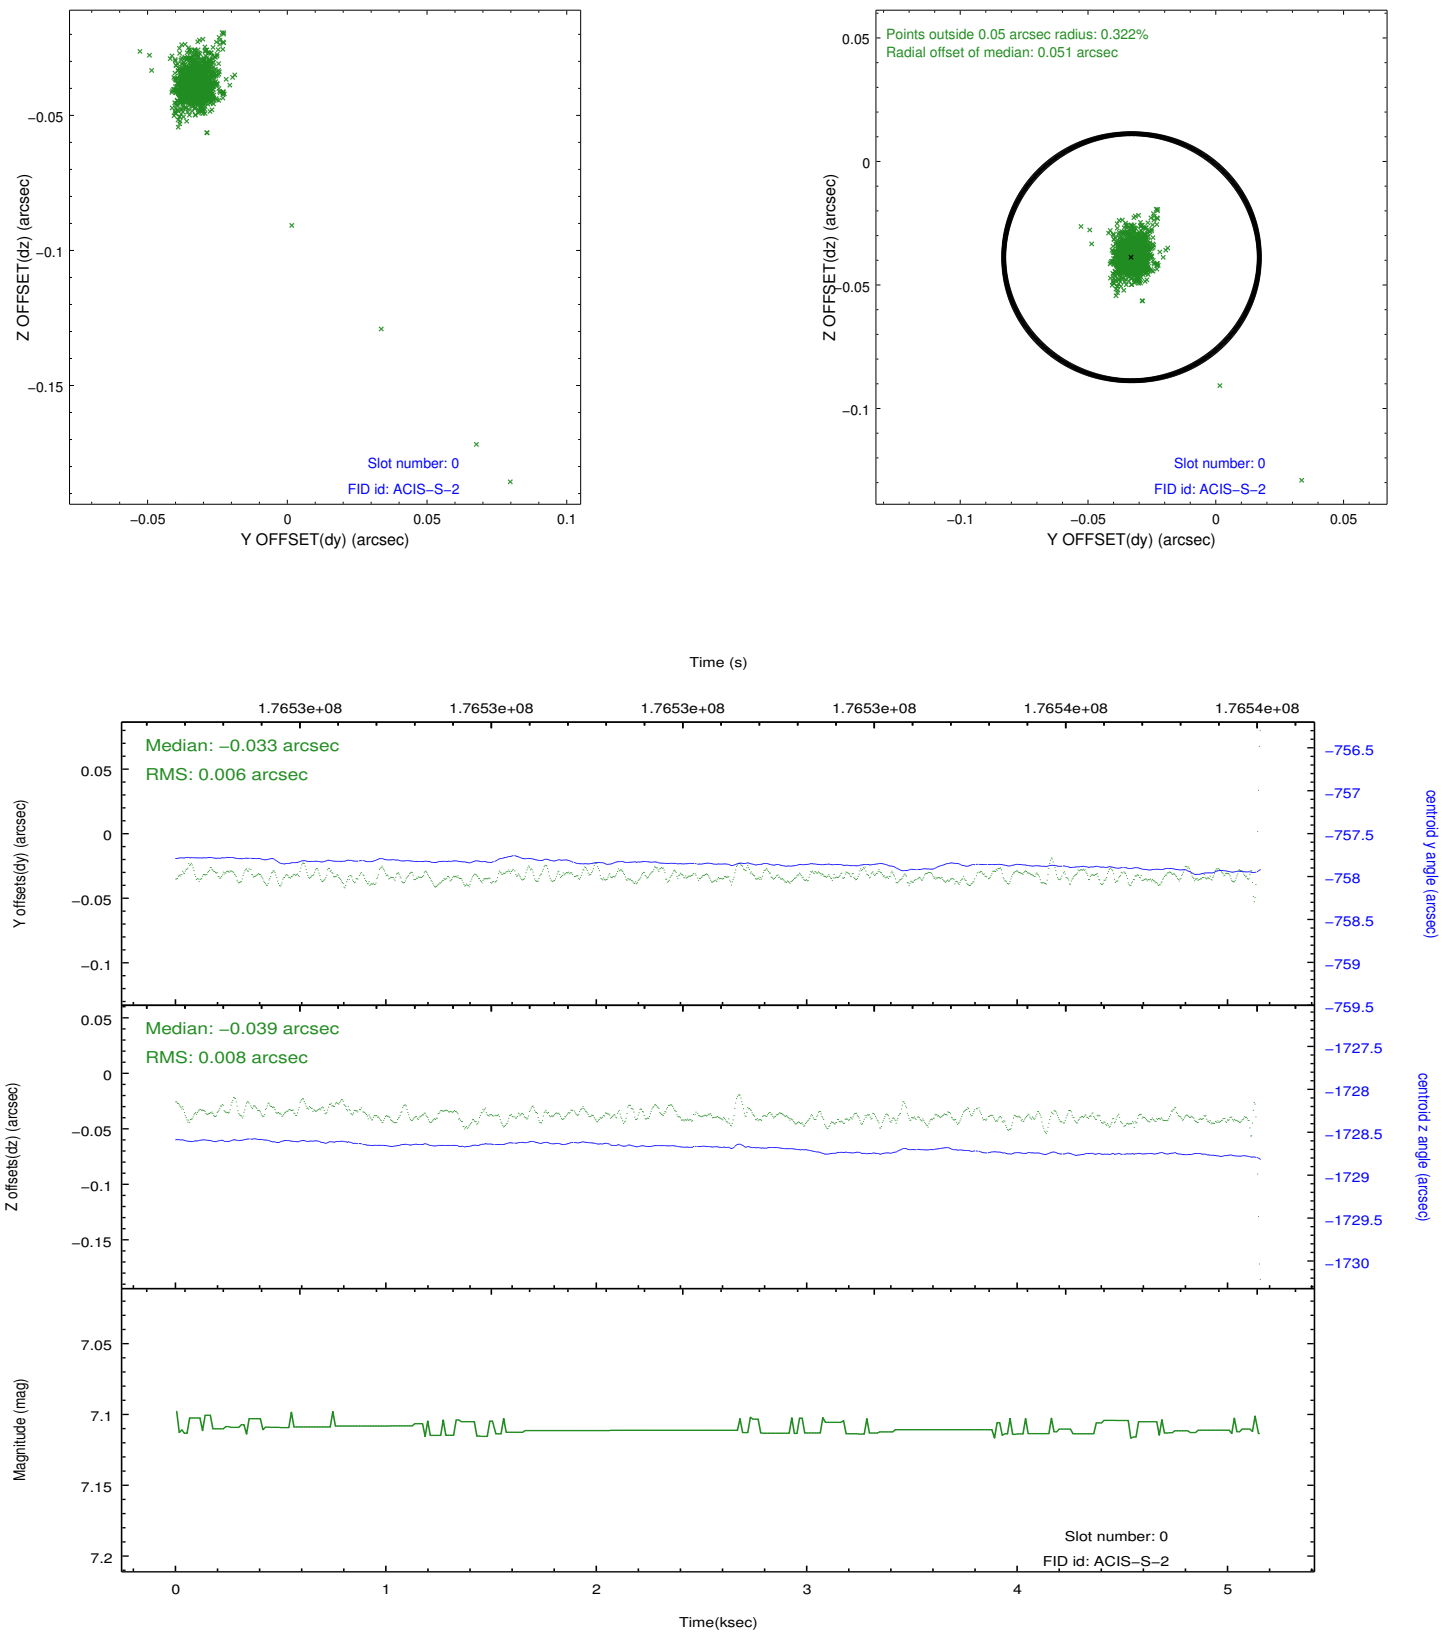 −0.05
−0.1
−0.15
Z OFFSET(dz) (arcsec)
−0.05
0
0.05
0.1
Y OFFSET(dy) (arcsec)
Slot number: 0
FID id: ACIS−S−2
Points outside 0.05 arcsec radius: 0.322%
Radial offset of median: 0.051 arcsec
0.05
0
−0.05
−0.1
Z OFFSET(dz) (arcsec)
−0.1
−0.05
0
0.05
Y OFFSET(dy) (arcsec)
Slot number: 0
FID id: ACIS−S−2
Time (s)
1.7653e+08
1.7653e+08
1.7653e+08
1.7653e+08
1.7654e+08
1.7654e+08
Median: −0.033 arcsec
RMS: 0.006 arcsec
0.05
0
−0.05
−0.1
Y offsets(dy) (arcsec)
−756.5
−757
−757.5
−758
−758.5
−759
−759.5
centroid y angle (arcsec)
Median: −0.039 arcsec
RMS: 0.008 arcsec
0.05
0
−0.05
−0.1
−0.15
Z offsets(dz) (arcsec)
−1727.5
−1728
−1728.5
−1729
−1729.5
−1730
centroid z angle (arcsec)
7.05
7.1
7.15
7.2
Magnitude (mag)
Slot number: 0
FID id: ACIS−S−2
0
1
2
3
4
5
Time(ksec)